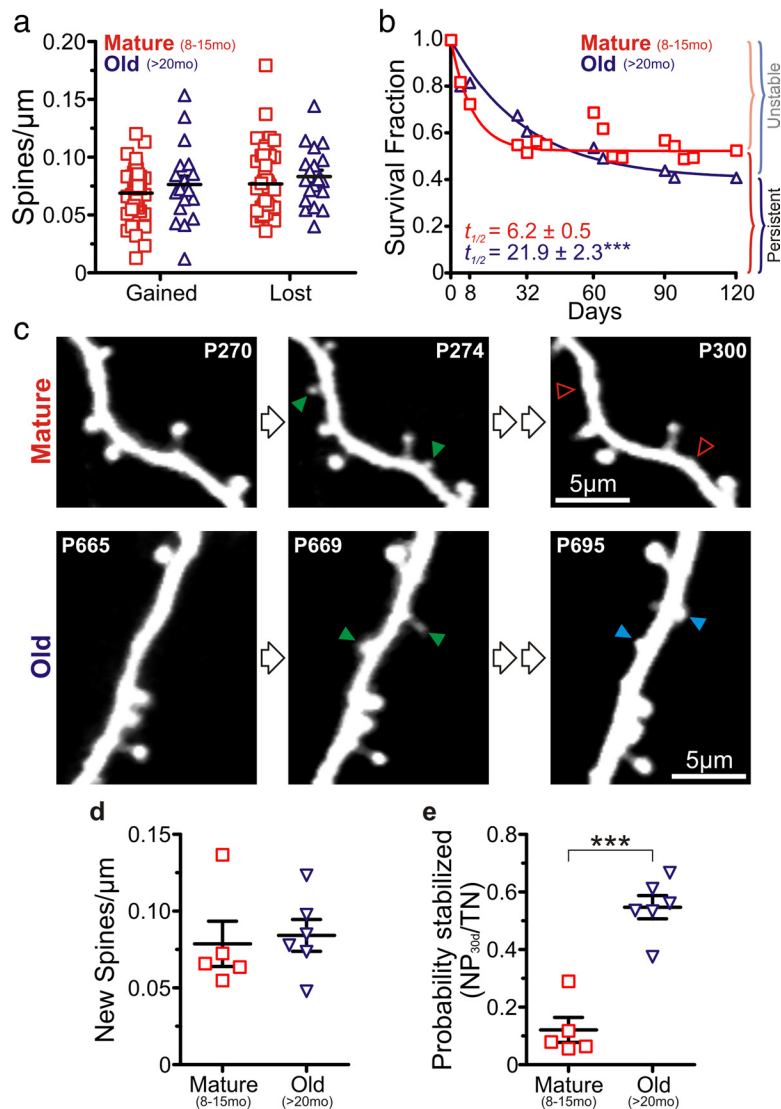 a
Mature (8-15mo)
Old (>20mo)
Spines/µm
0.20
0.15
0.10
0.05
0
Gained
Lost
b
Mature (8-15mo)
Old (>20mo)
Survival Fraction
1.0
0.8
0.6
0.4
0.2
0
t1/2 = 6.2 ± 0.5
t1/2 = 21.9 ± 2.3***
0 8 32 60 90 120
Days
Unstable
Persistent
c
Mature
P270
P274
P300
5µm
Old
P665
P669
P695
5µm
d
New Spines/µm
0.15
0.10
0.05
0
Mature
(8-15mo)
Old
(>20mo)
e
Probability stabilized
(NP30d/TN)
0.8
0.6
0.4
0.2
0
***
Mature
(8-15mo)
Old
(>20mo)